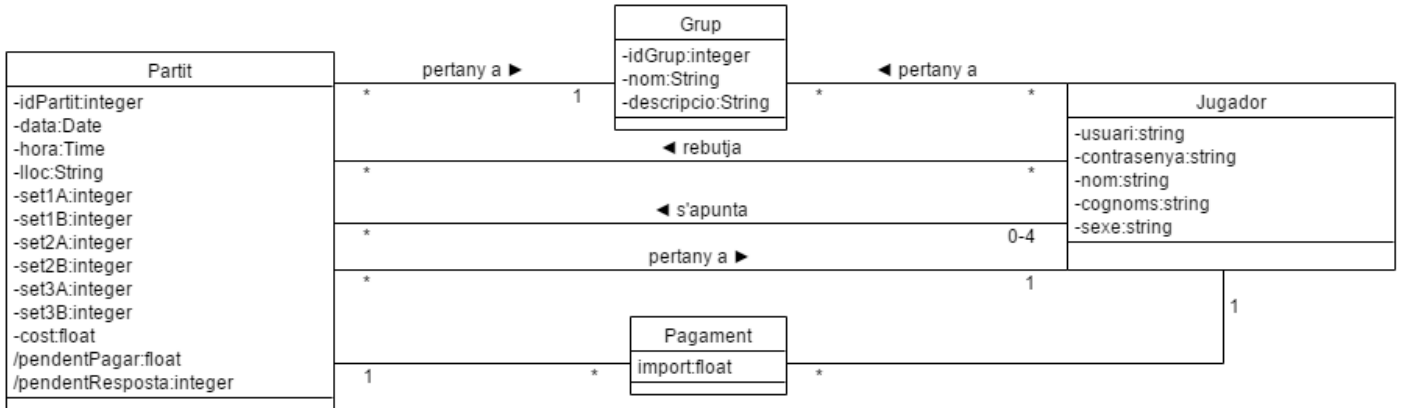 Grup
-idGrup:integer
-nom:String
-descripcio:String
Partit
-idPartit:integer
-data:Date
-hora:Time
-lloc:String
-set1A:integer
-set1B:integer
-set2A:integer
-set2B:integer
-set3A:integer
-set3B:integer
-cost:float
/pendentPagar:float
/pendentResposta:integer
pertany a ►
* 1
◄ pertany a
* *
Jugador
-usuari:string
-contrasenya:string
-nom:string
-cognoms:string
-sexe:string
◄ rebutja
* *
◄ s'apunta
* 0-4
pertany a ►
* 1
1
Pagament
import:float
1 *
*